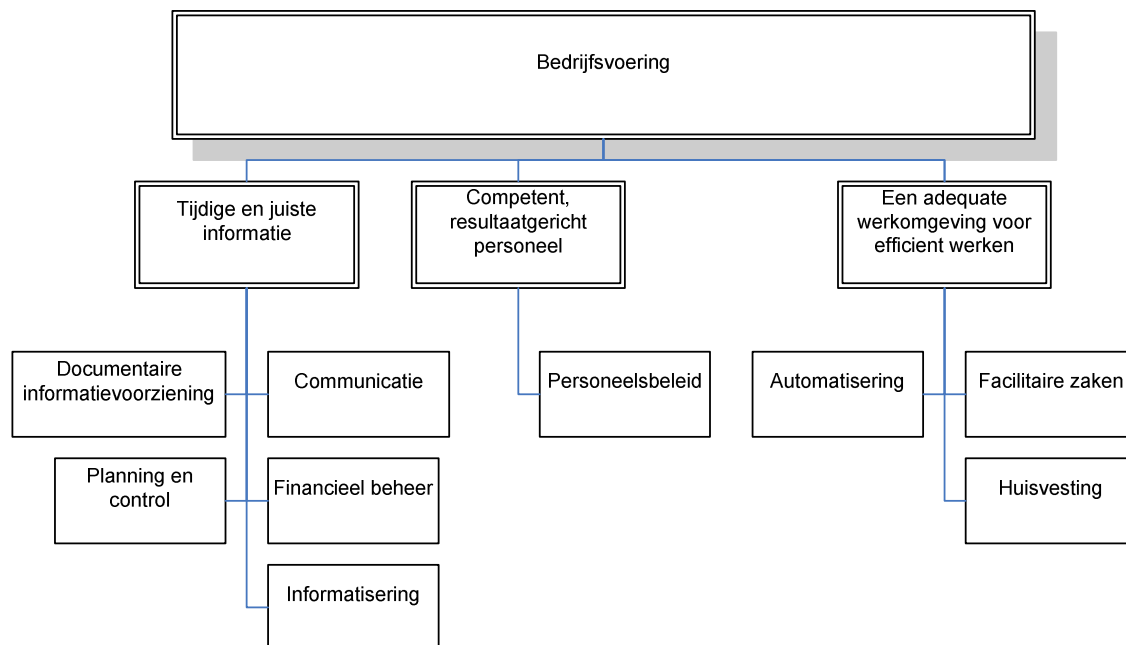 Bedrijfsvoering
Tijdige en juiste
informatie
Competent,
resultaatgericht
personeel
Een adequate
werkomgeving voor
efficient werken
Documentaire
informatievoorziening
Communicatie
Personeelsbeleid
Automatisering
Facilitaire zaken
Planning en
control
Financieel beheer
Huisvesting
Informatisering